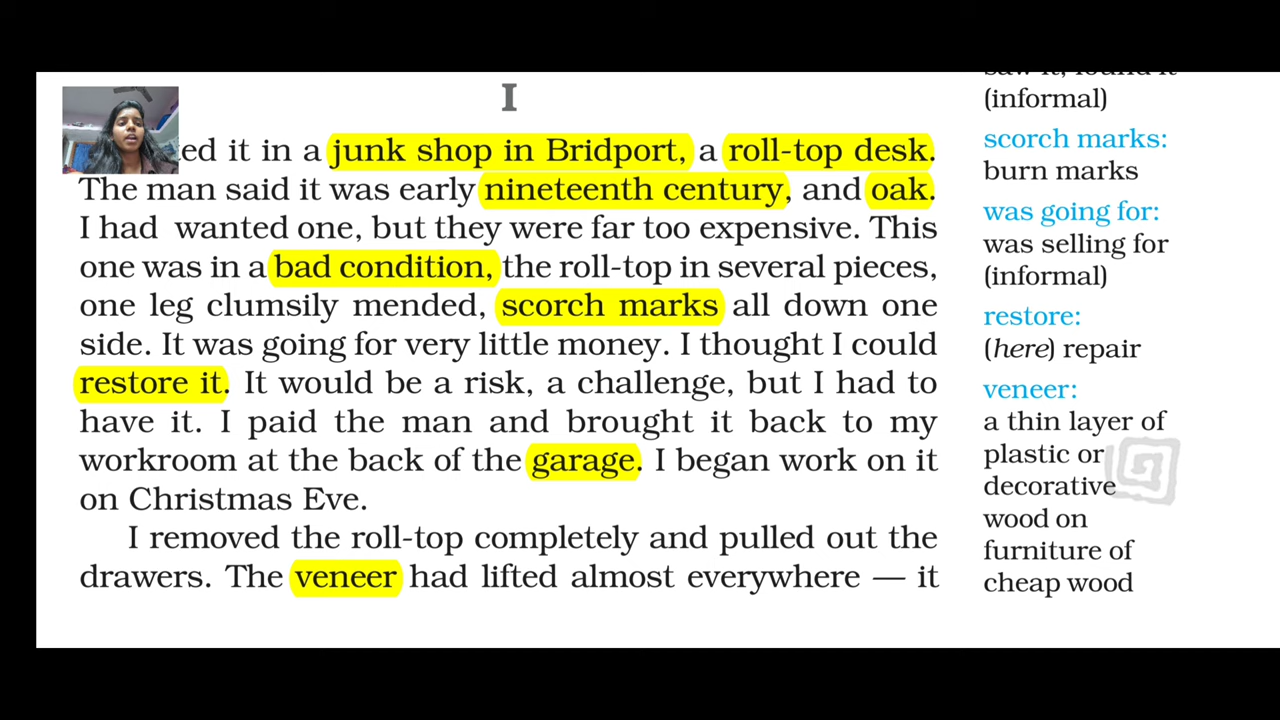 I
ed it in a junk shop in Bridport, a roll-top desk.
The man said it was early nineteenth century, and oak.
I had wanted one, but they were far too expensive. This
one was in a bad condition, the roll-top in several pieces,
one leg clumsily mended, scorch marks all down one
side. It was going for very little money. I thought I could
restore it. It would be a risk, a challenge, but I had to
have it. I paid the man and brought it back to my
workroom at the back of the garage. I began work on it
on Christmas Eve.
I removed the roll-top completely and pulled out the
drawers. The veneer had lifted almost everywhere — it
(informal)
scorch marks:
burn marks
was going for:
was selling for
(informal)
restore:
(here) repair
veneer:
a thin layer of
plastic or
decorative
wood on
furniture of
cheap wood